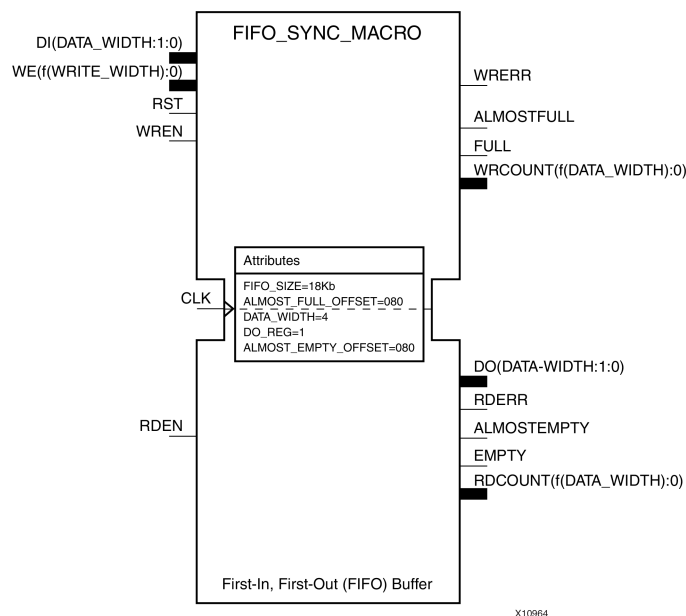 FIFO_SYNC_MACRO
DI(DATA_WIDTH:1:0)
WE(f(WRITE_WIDTH):0)
RST
WREN
WRERR
ALMOSTFULL
FULL
WRCOUNT(f(DATA_WIDTH):0)
Attributes
FIFO_SIZE=18Kb
ALMOST_FULL_OFFSET=080
DATA_WIDTH=4
DO_REG=1
ALMOST_EMPTY_OFFSET=080
CLK
DO(DATA-WIDTH:1:0)
RDERR
RDEN
ALMOSTEMPTY
EMPTY
RDCOUNT(f(DATA_WIDTH):0)
First-In, First-Out (FIFO) Buffer
X10964